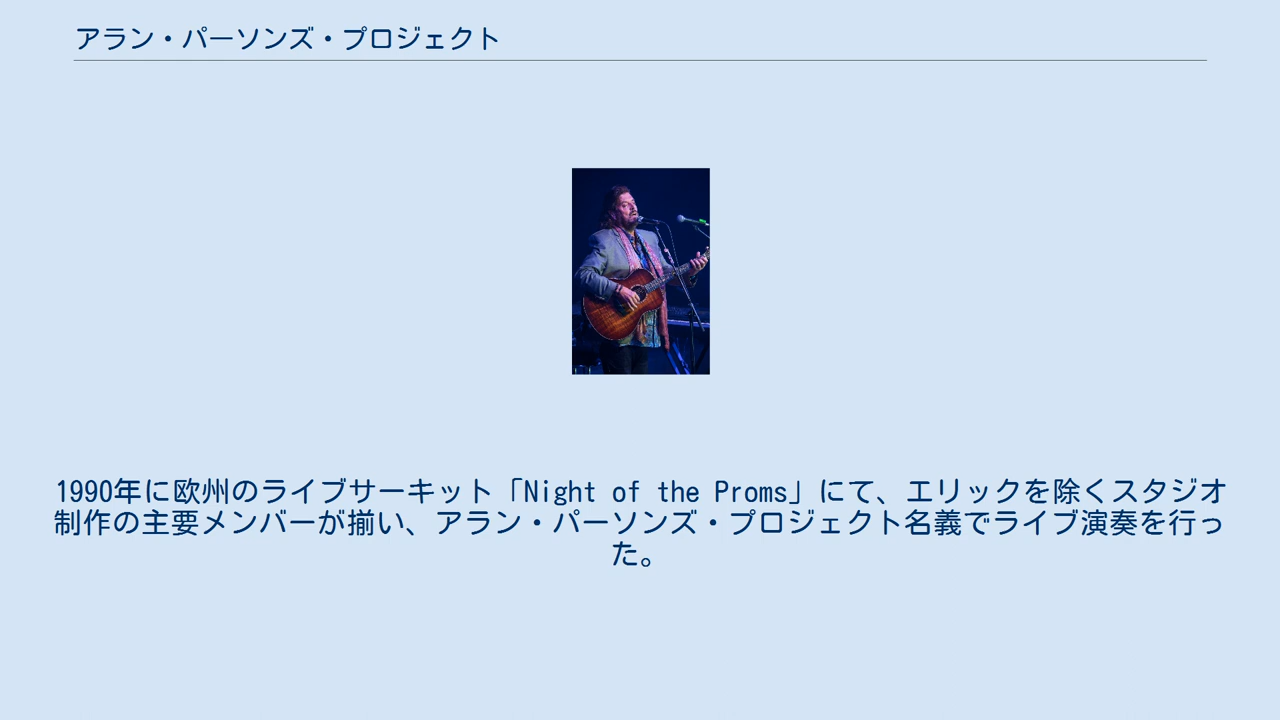 アラン・パーソンズ・プロジェクト
1990年に欧州のライブサーキット「Night of the Proms」にて、エリックを除くスタジオ
制作の主要メンバーが揃い、アラン・パーソンズ・プロジェクト名義でライブ演奏を行っ
た。